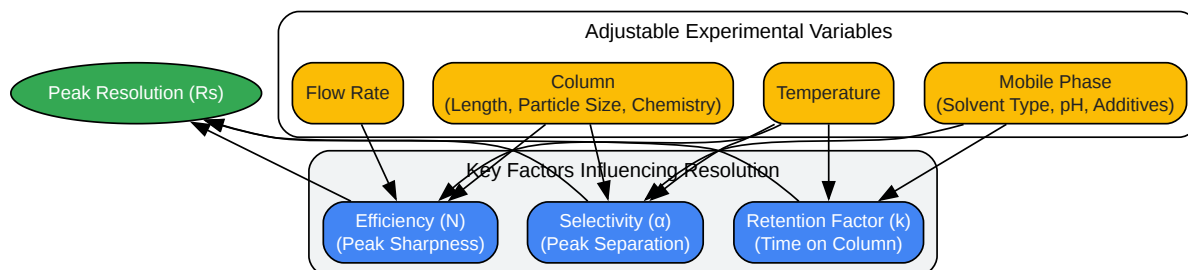 Adjustable Experimental Variables
Peak Resolution (Rs)
Flow Rate
Column
(Length, Particle Size, Chemistry)
Temperature
Mobile Phase
(Solvent Type, pH, Additives)
Key Factors Influencing Resolution
Efficiency (N)
(Peak Sharpness)
Selectivity (α)
(Peak Separation)
Retention Factor (k)
(Time on Column)